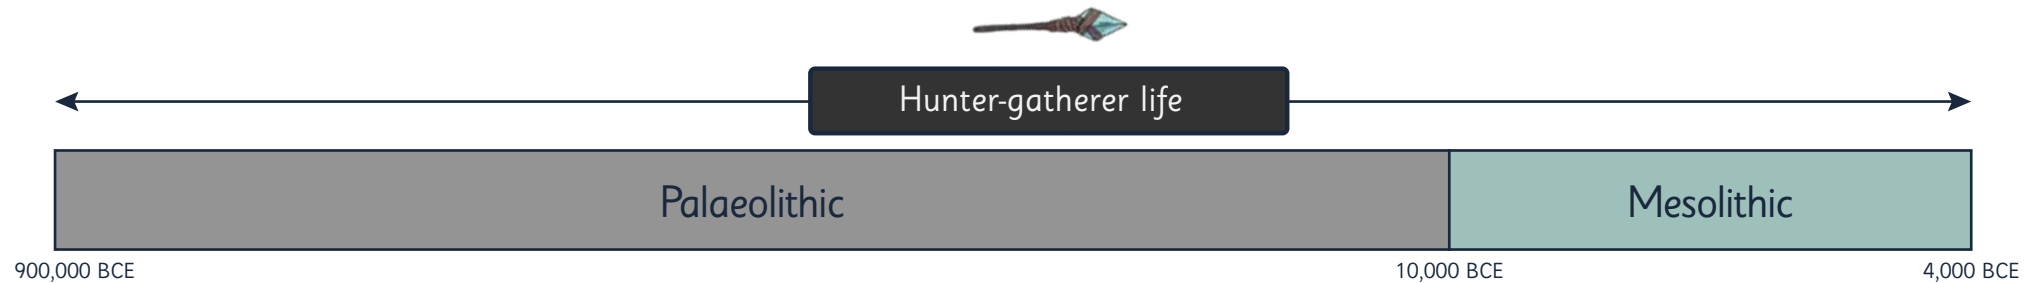 Hunter-gatherer life
Palaeolithic
Mesolithic
900,000 BCE
10,000 BCE
4,000 BCE